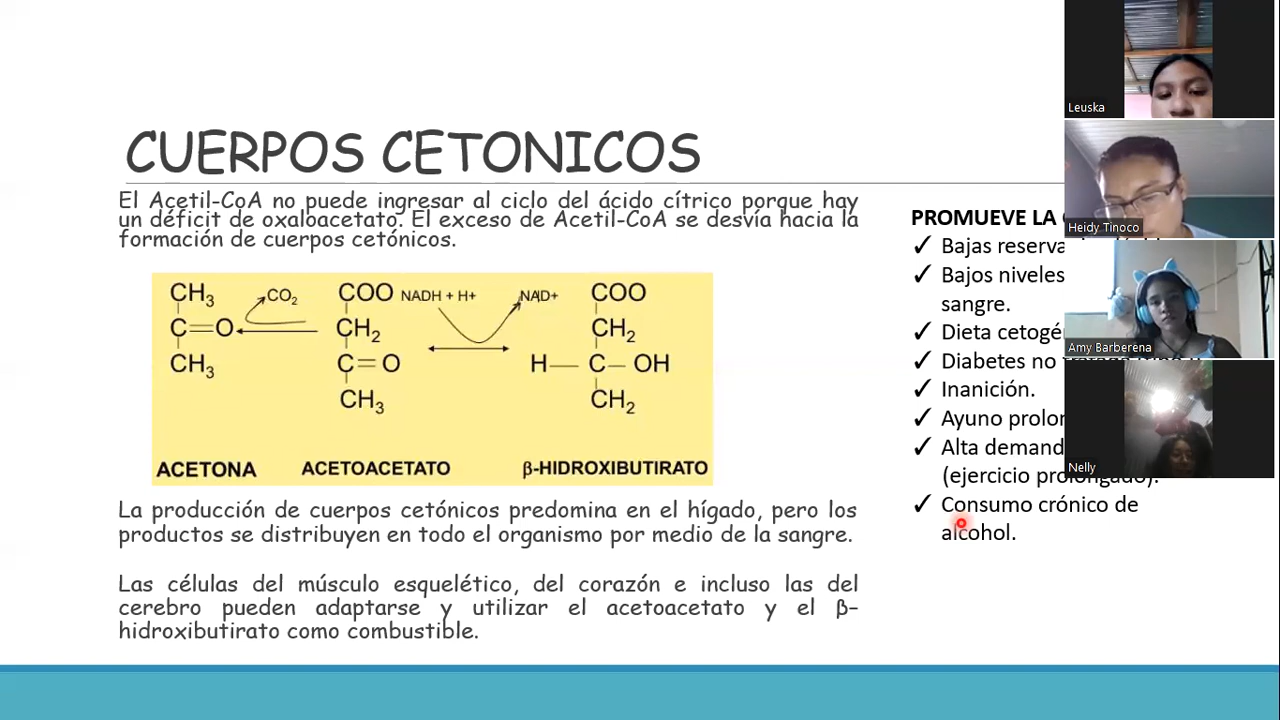 CUERPOS CETONICOS
El Acetil-CoA no puede ingresar al ciclo del ácido cítrico porque hay
un déficit de oxaloacetato. El exceso de Acetil-CoA se desvía hacia la
formación de cuerpos cetónicos.
CH3 CO2 COO NADH + H+ NAD+ COO
C=O CH2 CH2
CH3 C=O H— C— OH
CH3 CH2
ACETONA ACETOACETATO β-HIDROXIBUTIRATO
La producción de cuerpos cetónicos predomina en el hígado, pero los
productos se distribuyen en todo el organismo por medio de la sangre.
Las células del músculo esquelético, del corazón e incluso las del
cerebro pueden adaptarse y utilizar el acetoacetato y el β–
hidroxibutirato como combustible.
PROMUEVE LA
✓ Bajas
✓ Bajos niveles
sangre.
✓ Dieta
✓ Diabetes no
✓ Inanición.
✓ Ayuno
✓ Alta
(ejercicio prolongado).
✓ Consumo crónico de
alcohol.
Leuska
Heidy Tinoco
Amy Barberena
Nelly